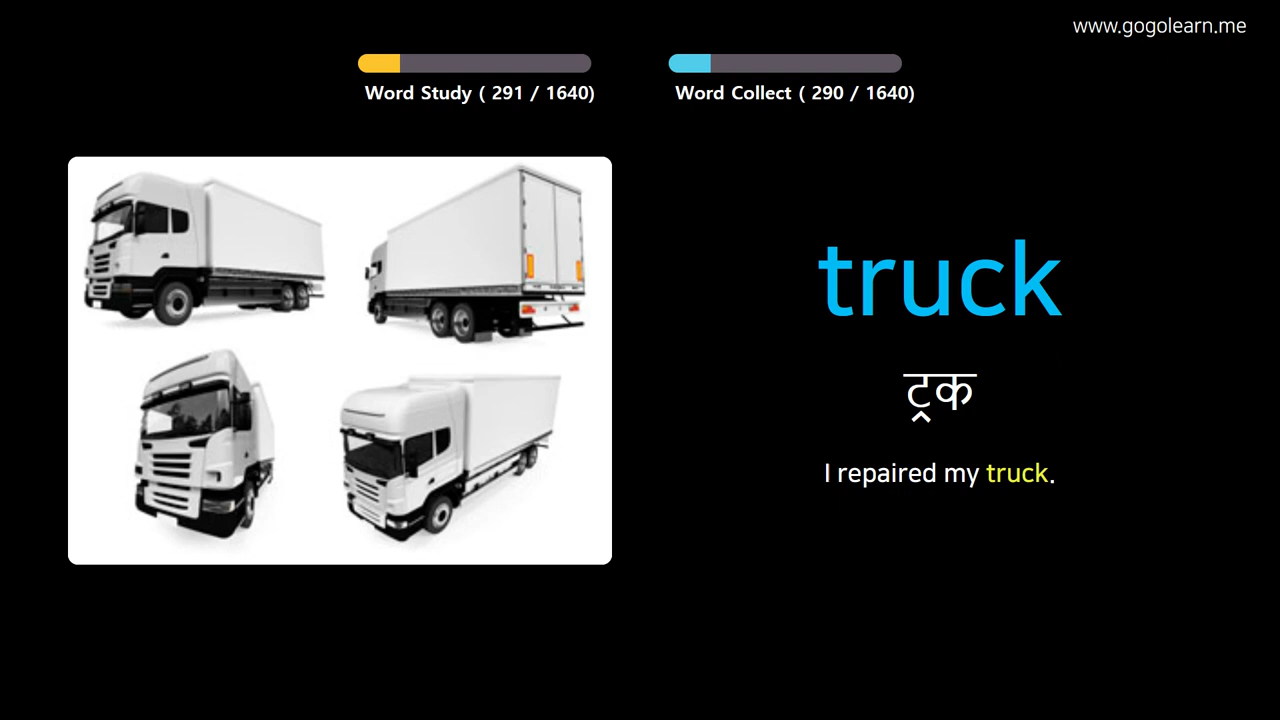 www.gogolearn.me
Word Study ( 291 / 1640)
Word Collect ( 290 / 1640)
truck
ट्रक
I repaired my truck.